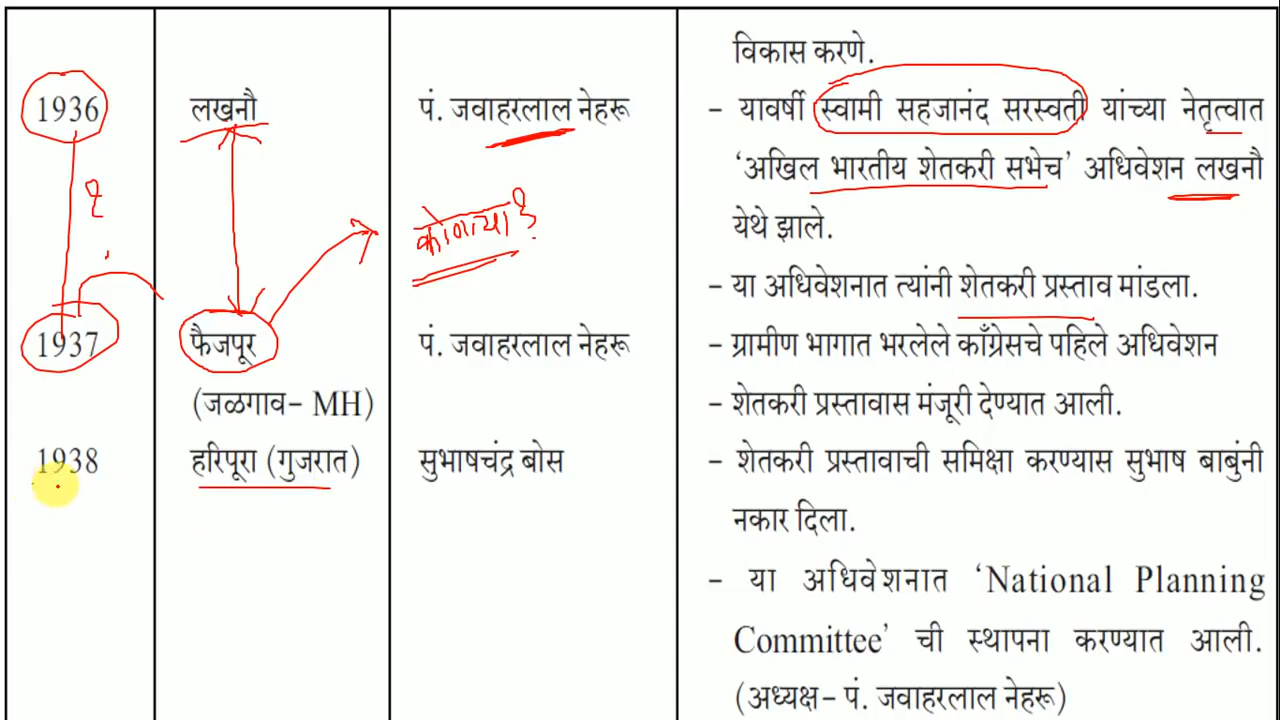 विकास करणे.
1936 लखनौ पं. जवाहरलाल नेहरू – यावर्षी स्वामी सहजानंद सरस्वती यांच्या नेतृत्वात
‘अखिल भारतीय शेतकरी सभेच’ अधिवेशन लखनौ
येथे झाले.
कोणत्या?
– या अधिवेशनात त्यांनी शेतकरी प्रस्ताव मांडला.
1937 फैजपूर पं. जवाहरलाल नेहरू – ग्रामीण भागात भरलेले काँग्रेसचे पहिले अधिवेशन
(जळगाव– MH) – शेतकरी प्रस्तावास मंजूरी देण्यात आली.
1938 हरिपूरा (गुजरात) सुभाषचंद्र बोस – शेतकरी प्रस्तावाची समिक्षा करण्यास सुभाष बाबुंनी
नकार दिला.
– या अधिवेशनात ‘National Planning
Committee’ ची स्थापना करण्यात आली.
(अध्यक्ष– पं. जवाहरलाल नेहरू)